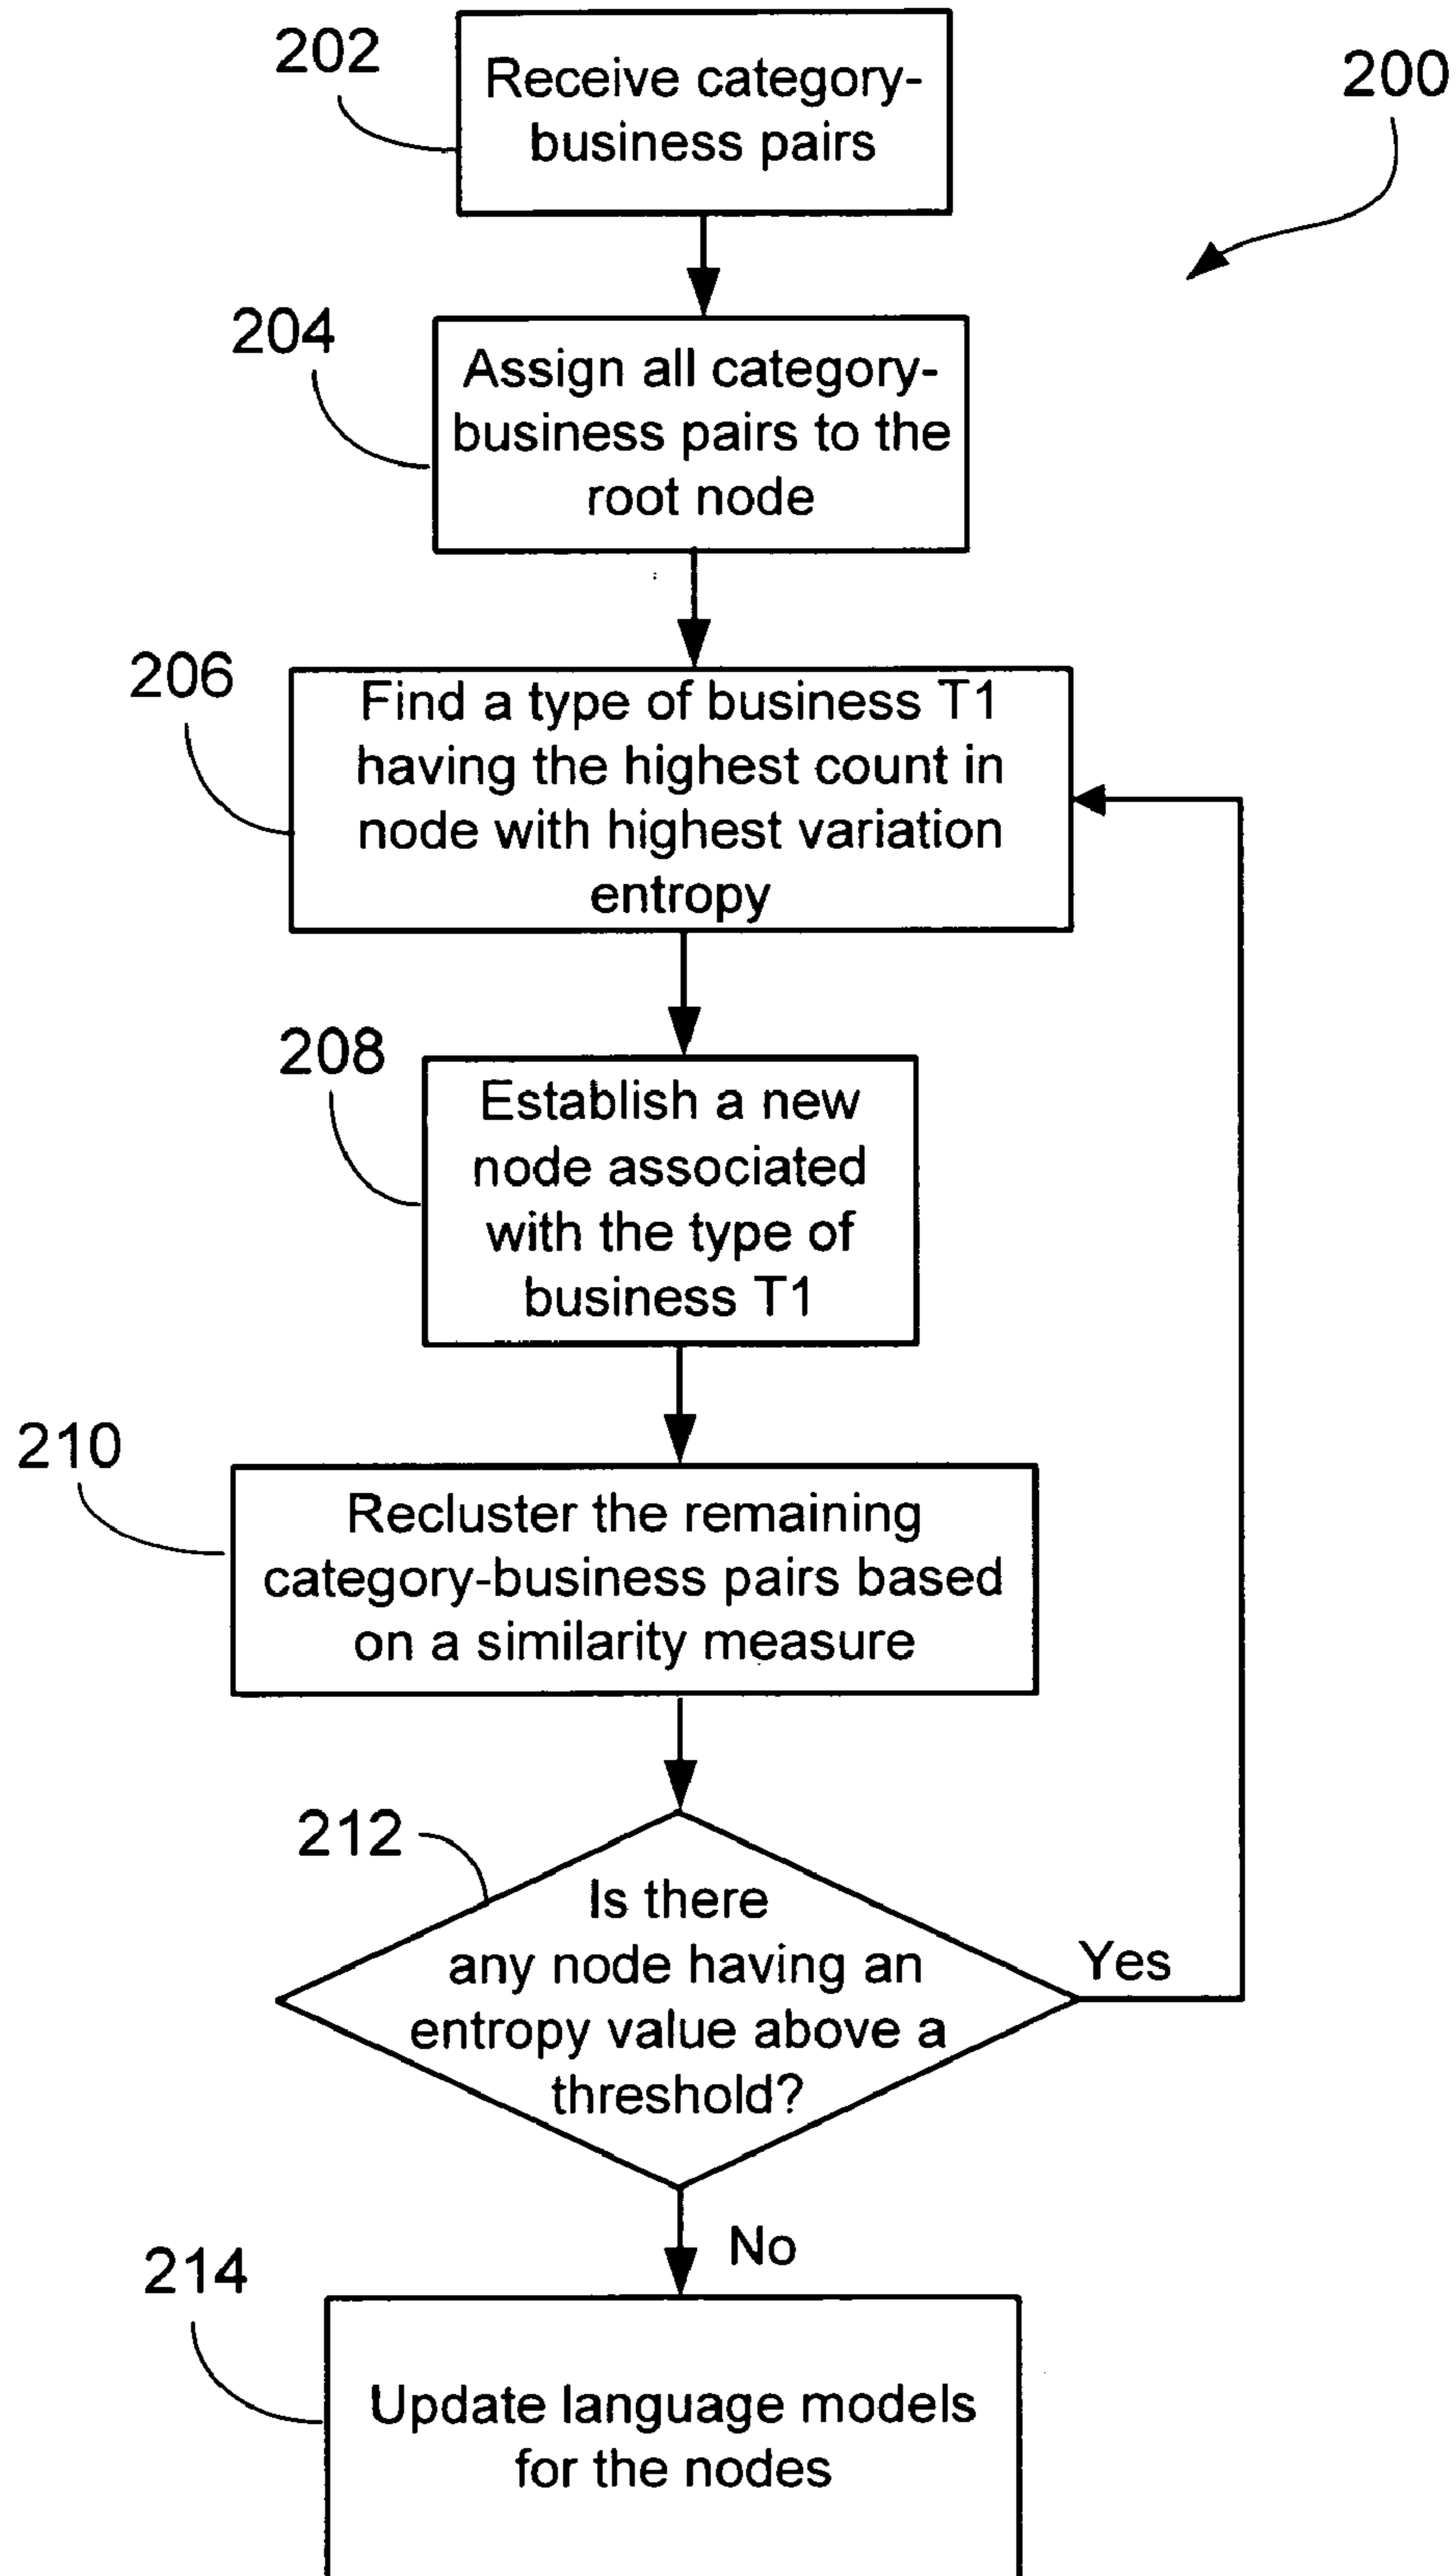 202
Receive category-
business pairs
200
204
Assign all category-
business pairs to the
root node
206
Find a type of business T1
having the highest count in
node with highest variation
entropy
208
Establish a new
node associated
with the type of
business T1
210
Recluster the remaining
category-business pairs based
on a similarity measure
212
Is there
any node having an
entropy value above a
threshold?
Yes
No
214
Update language models
for the nodes